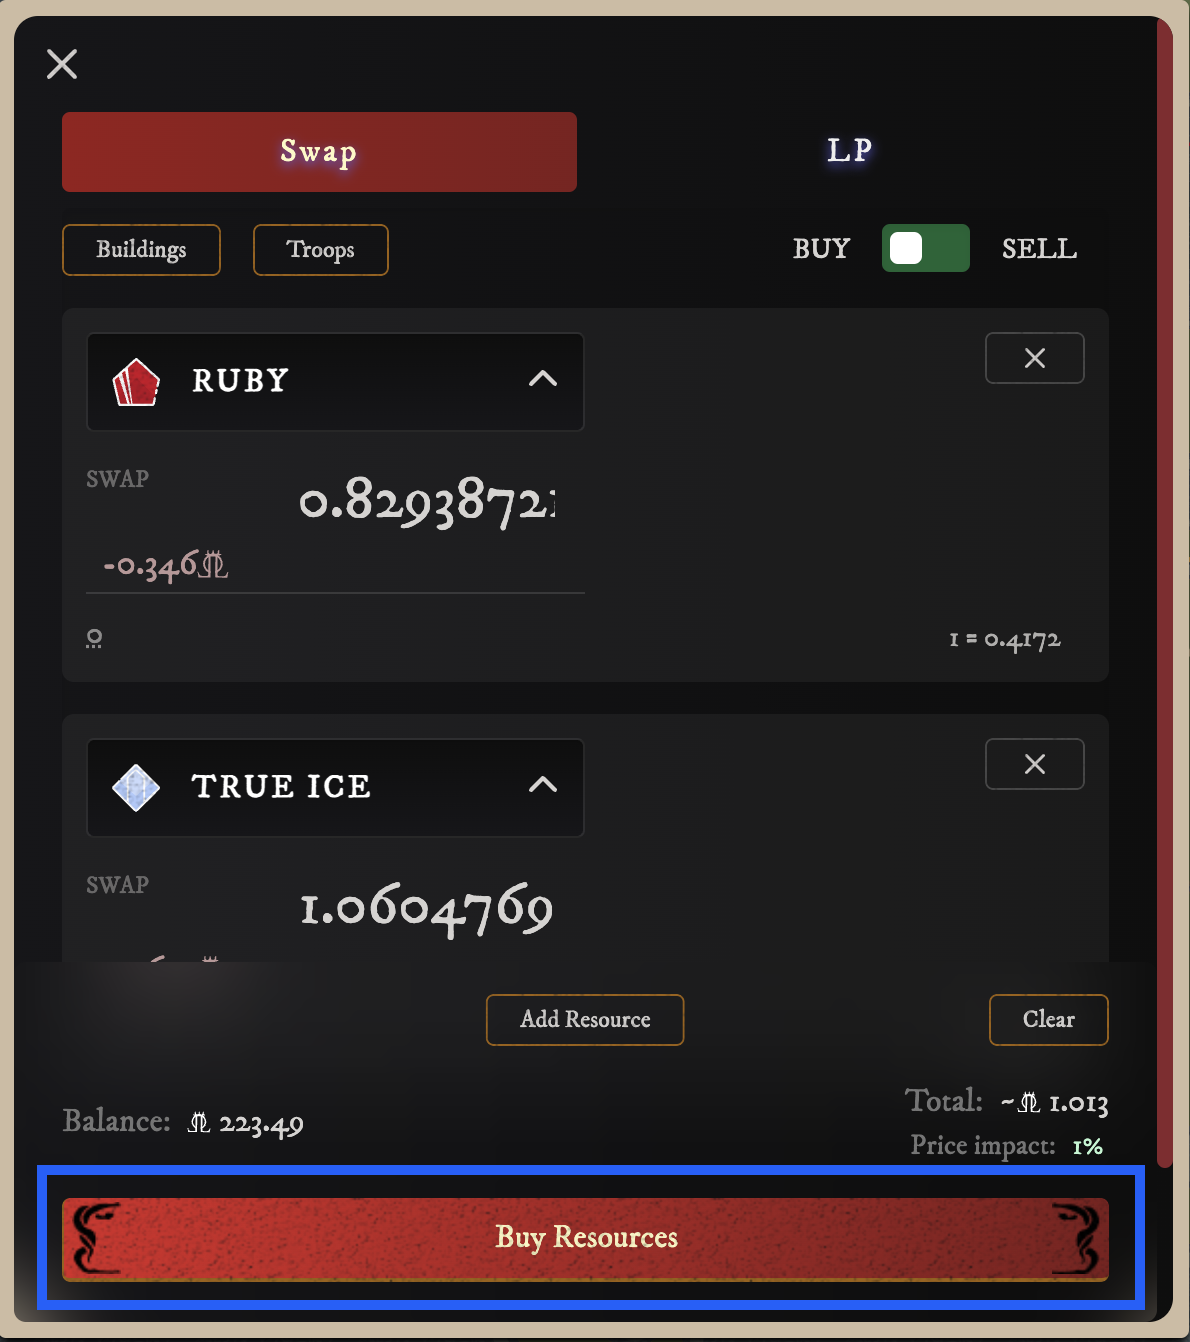 Swap LP
Buildings Troops BUY SELL
RUBY
SWAP 0.8293872
-0.346
0 1 = 0.4172
TRUE ICE
SWAP 1.0604769
Add Resource Clear
Balance: 223.49 Total: ~ 1.013
Price impact: 1%
Buy Resources